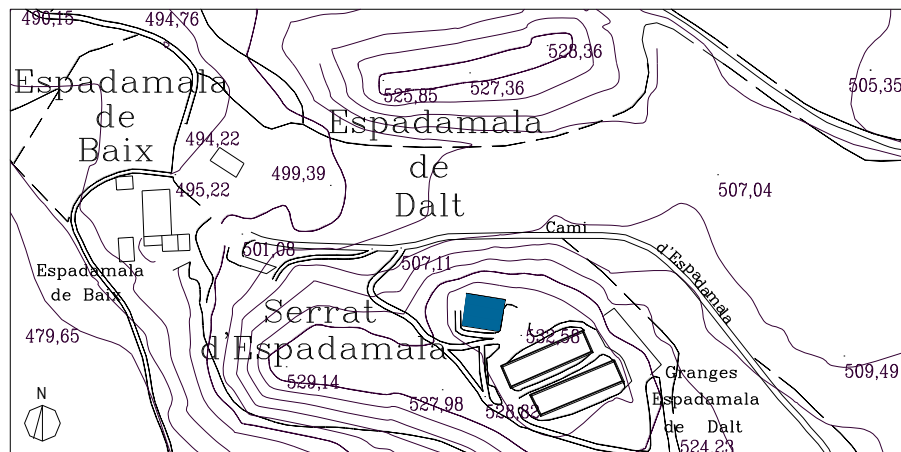 490,15
494,76
528,36
527,36
505,35
525,85
Espadamala
de
Baix
Espadamala
de
Dalt
494,22
499,39
495,22
507,04
501,08
507,11
Camí
d'Espadamala
Espadamala
de Baix
Serrat
d'Espadamala
479,65
532,58
529,14
527,98
528,82
509,49
Granges
Espadamala
de Dalt
524,23
N